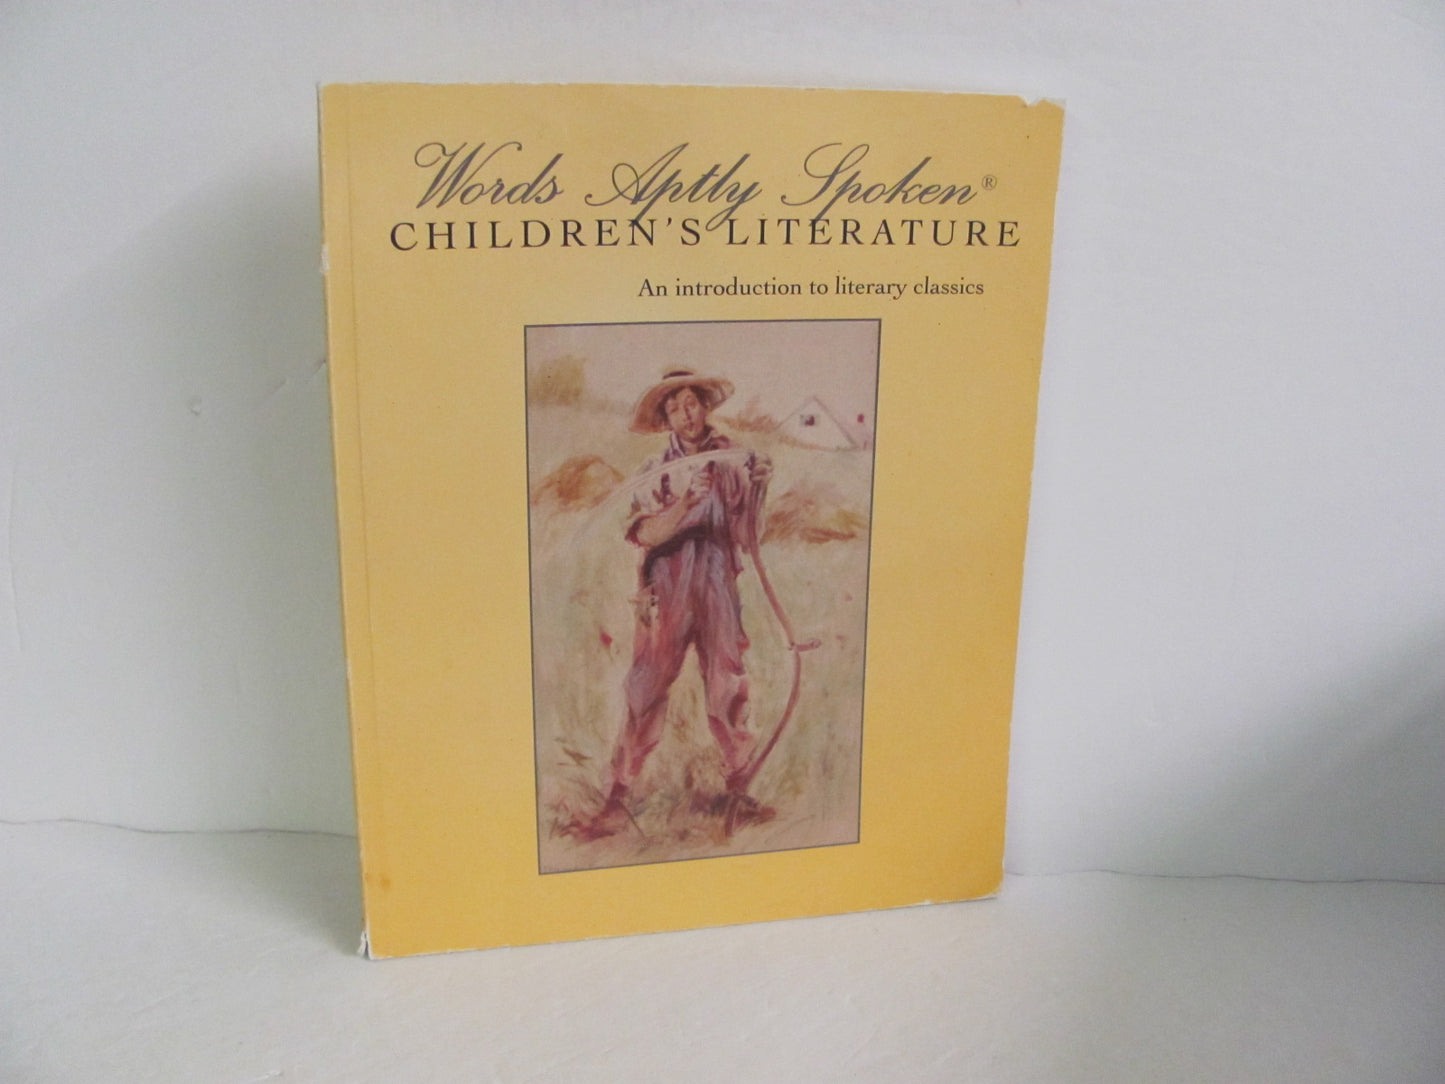 Words Aptly Spoken®
CHILDREN'S LITERATURE
An introduction to literary classics